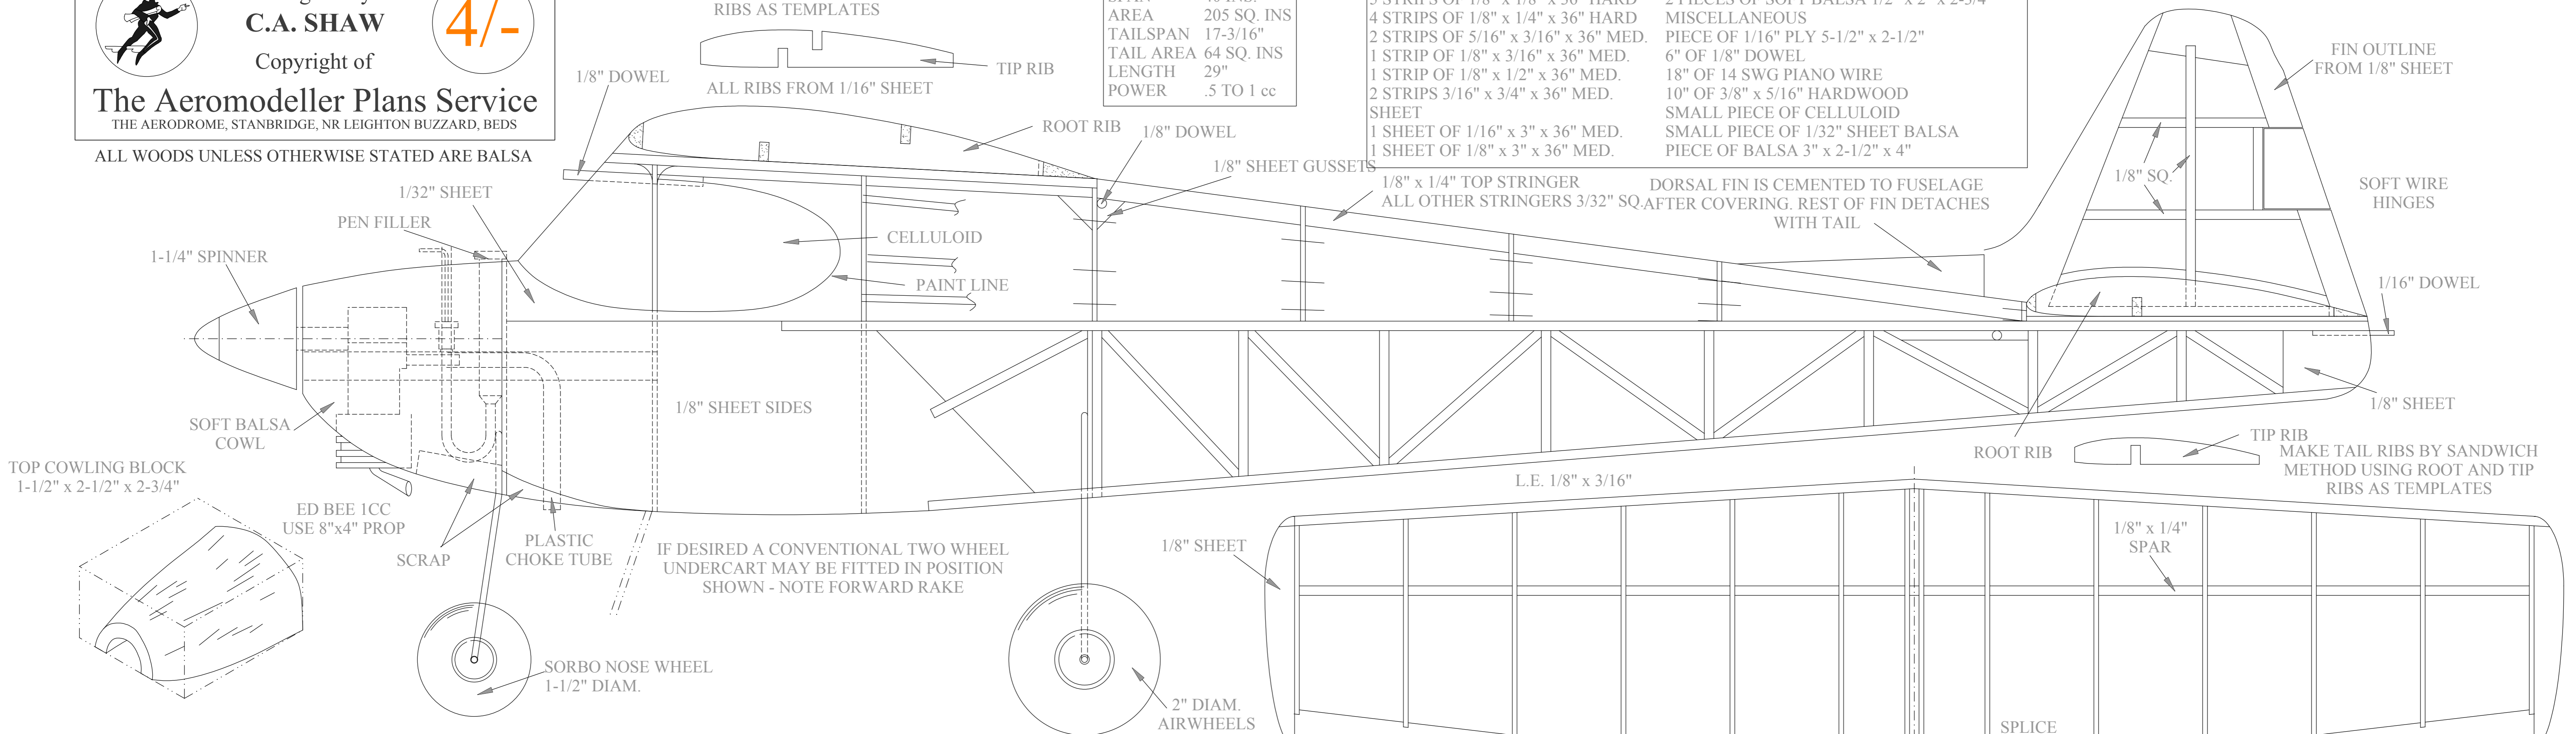 C.A. SHAW
4/-
Copyright of
The Aeromodeller Plans Service
THE AERODROME, STANBRIDGE, NR LEIGHTON BUZZARD, BEDS
ALL WOODS UNLESS OTHERWISE STATED ARE BALSA
RIBS AS TEMPLATES
TIP RIB
ALL RIBS FROM 1/16" SHEET
1/8" DOWEL
AREA 205 SQ. INS
TAILSPAN 17-3/16"
TAIL AREA 64 SQ. INS
LENGTH 29"
POWER .5 TO 1 cc
4 STRIPS OF 1/8" x 1/4" x 36" HARD
2 STRIPS OF 5/16" x 3/16" x 36" MED.
1 STRIP OF 1/8" x 3/16" x 36" MED.
1 STRIP OF 1/8" x 1/2" x 36" MED.
2 STRIPS 3/16" x 3/4" x 36" MED.
SHEET
1 SHEET OF 1/16" x 3" x 36" MED.
1 SHEET OF 1/8" x 3" x 36" MED.
MISCELLANEOUS
PIECE OF 1/16" PLY 5-1/2" x 2-1/2"
6" OF 1/8" DOWEL
18" OF 14 SWG PIANO WIRE
10" OF 3/8" x 5/16" HARDWOOD
SMALL PIECE OF CELLULOID
SMALL PIECE OF 1/32" SHEET BALSA
PIECE OF BALSA 3" x 2-1/2" x 4"
FIN OUTLINE
FROM 1/8" SHEET
ROOT RIB
1/8" DOWEL
1/8" SHEET GUSSETS
1/8" x 1/4" TOP STRINGER
ALL OTHER STRINGERS 3/32" SQ.
DORSAL FIN IS CEMENTED TO FUSELAGE
AFTER COVERING. REST OF FIN DETACHES
WITH TAIL
1/8" SQ.
SOFT WIRE
HINGES
1/32" SHEET
PEN FILLER
1-1/4" SPINNER
CELLULOID
PAINT LINE
1/16" DOWEL
SOFT BALSA
COWL
1/8" SHEET SIDES
1/8" SHEET
ROOT RIB
TIP RIB
MAKE TAIL RIBS BY SANDWICH
METHOD USING ROOT AND TIP
RIBS AS TEMPLATES
TOP COWLING BLOCK
1-1/2" x 2-1/2" x 2-3/4"
ED BEE 1CC
USE 8"x4" PROP
SCRAP
PLASTIC
CHOKE TUBE
IF DESIRED A CONVENTIONAL TWO WHEEL
UNDERCART MAY BE FITTED IN POSITION
SHOWN - NOTE FORWARD RAKE
L.E. 1/8" x 3/16"
1/8" SHEET
1/8" x 1/4"
SPAR
SORBO NOSE WHEEL
1-1/2" DIAM.
2" DIAM.
AIRWHEELS
SPLICE